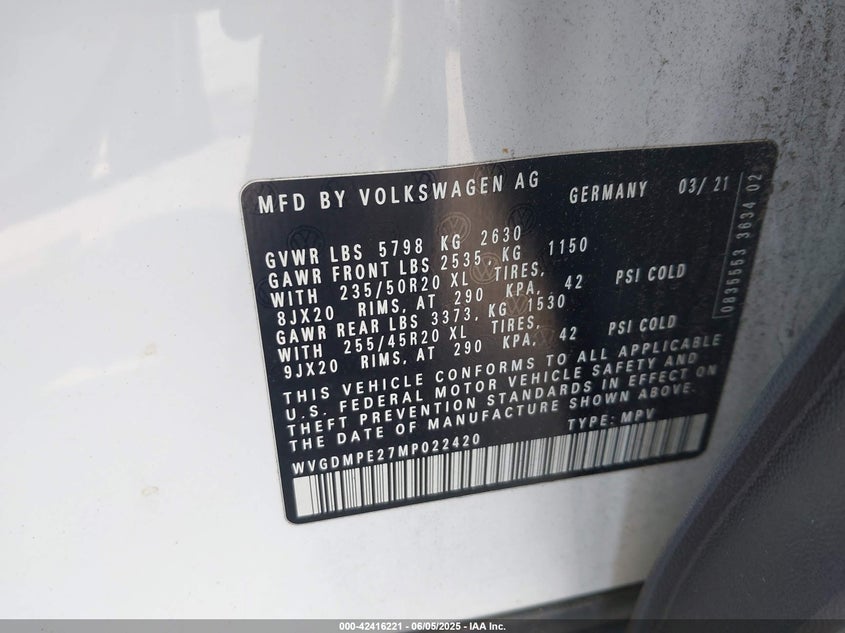 MFD BY VOLKSWAGEN AG GERMANY 03/ 21
GVWR LBS 5798 KG 2630
GAWR FRONT LBS 2535, KG 1150
WITH 235/50R20 XL TIRES,
8JX20 RIMS, AT 290 KPA, 42 PSI COLD
GAWR REAR LBS 3373, KG 1530
WITH 255/45R20 XL TIRES,
9JX20 RIMS, AT 290 KPA, 42 PSI COLD
THIS VEHICLE CONFORMS TO ALL APPLICABLE
U.S. FEDERAL MOTOR VEHICLE SAFETY AND
THEFT PREVENTION STANDARDS IN EFFECT ON
THE DATE OF MANUFACTURE SHOWN ABOVE.
WVGDMPE27MP022420 TYPE: MPV
0835553 3634 02
000-42416221 - 06/05/2025 - IAA Inc.